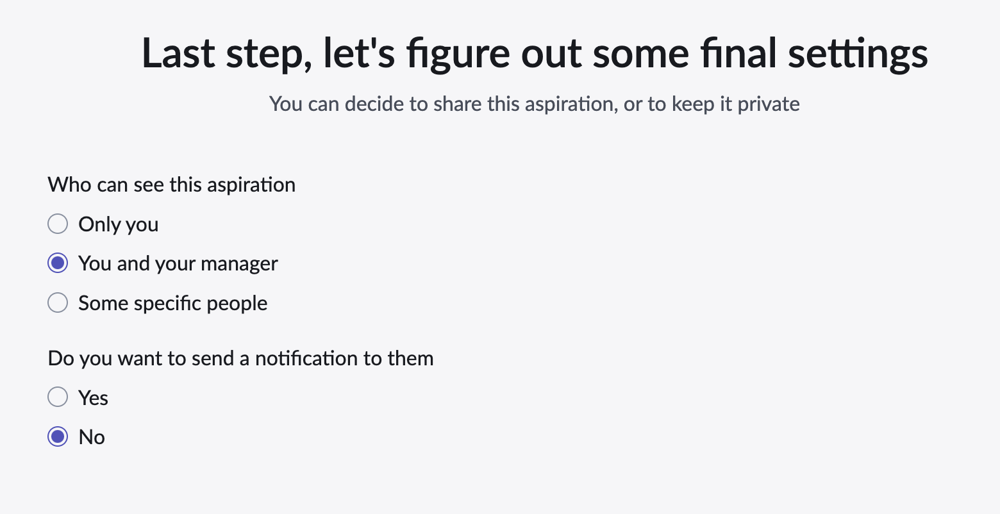 Last step, let's figure out some final settings
You can decide to share this aspiration, or to keep it private
Who can see this aspiration
Only you
You and your manager
Some specific people
Do you want to send a notification to them
Yes
No